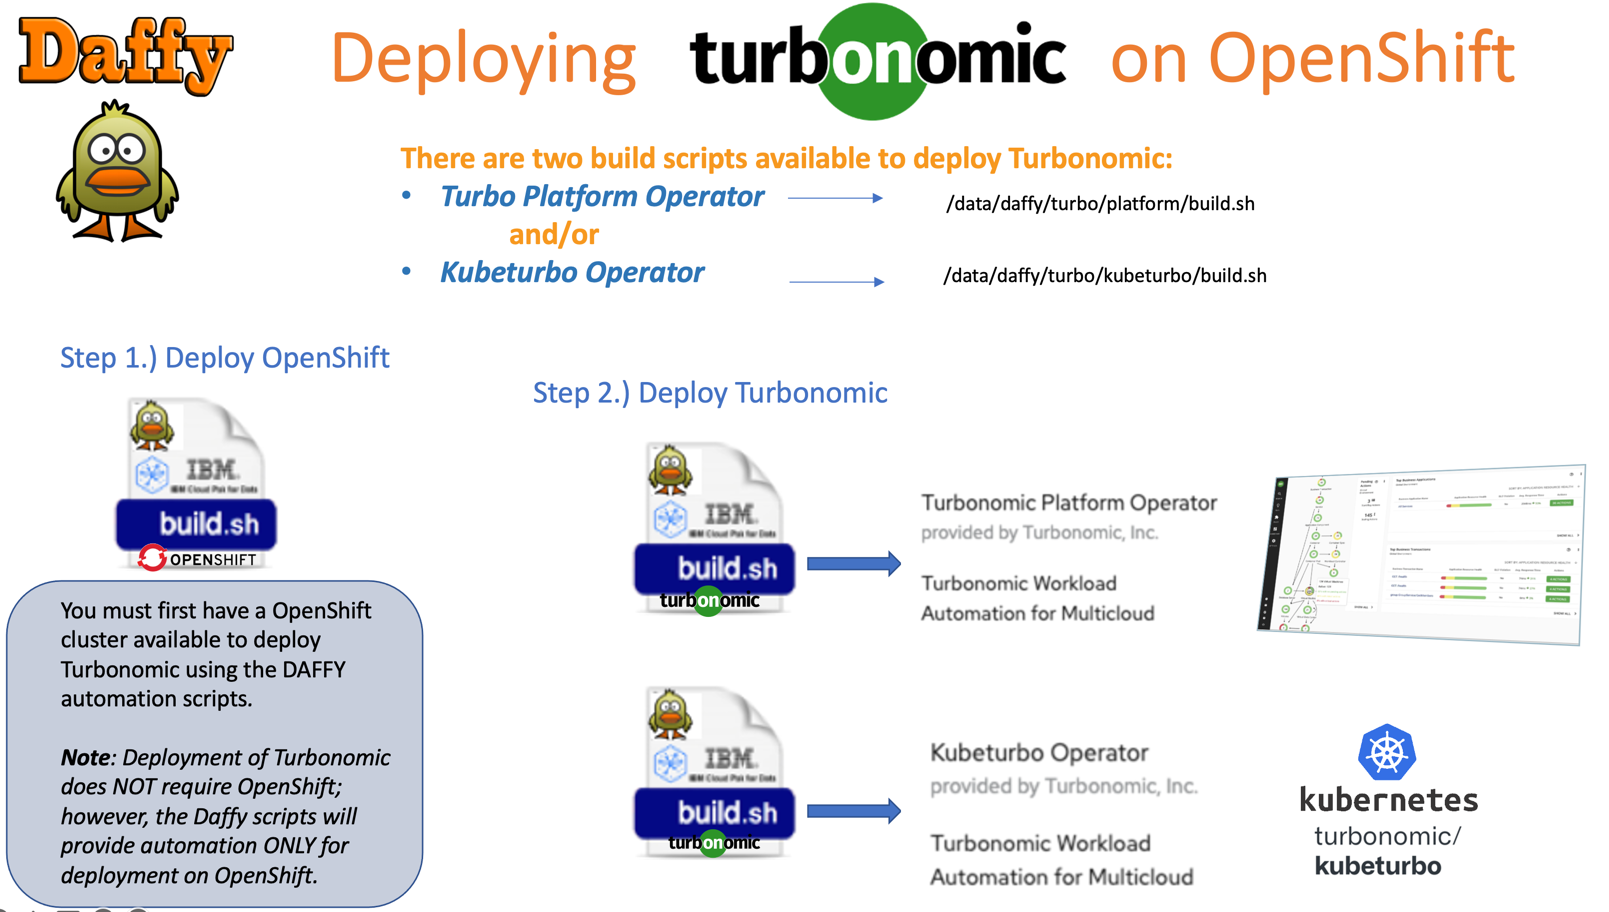 Daffy
Deploying turbonomic on OpenShift
There are two build scripts available to deploy Turbonomic:
• Turbo Platform Operator
/data/daffy/turbo/platform/build.sh
and/or
• Kubeturbo Operator
/data/daffy/turbo/kubeturbo/build.sh
Step 1.) Deploy OpenShift
IBM
IBM Cloud Pak for Data
build.sh
OPENSHIFT
You must first have a OpenShift
cluster available to deploy
Turbonomic using the DAFFY
automation scripts.
Note: Deployment of Turbonomic
does NOT require OpenShift;
however, the Daffy scripts will
provide automation ONLY for
deployment on OpenShift.
Step 2.) Deploy Turbonomic
IBM
IBM Cloud Pak for Data
build.sh
turbonomic
Turbonomic Platform Operator
provided by Turbonomic, Inc.
Turbonomic Workload
Automation for Multicloud
Top Business Applications
Top Business Transactions
IBM
IBM Cloud Pak for Data
build.sh
turbonomic
Kubeturbo Operator
provided by Turbonomic, Inc.
Turbonomic Workload
Automation for Multicloud
kubernetes
turbonomic/
kubeturbo